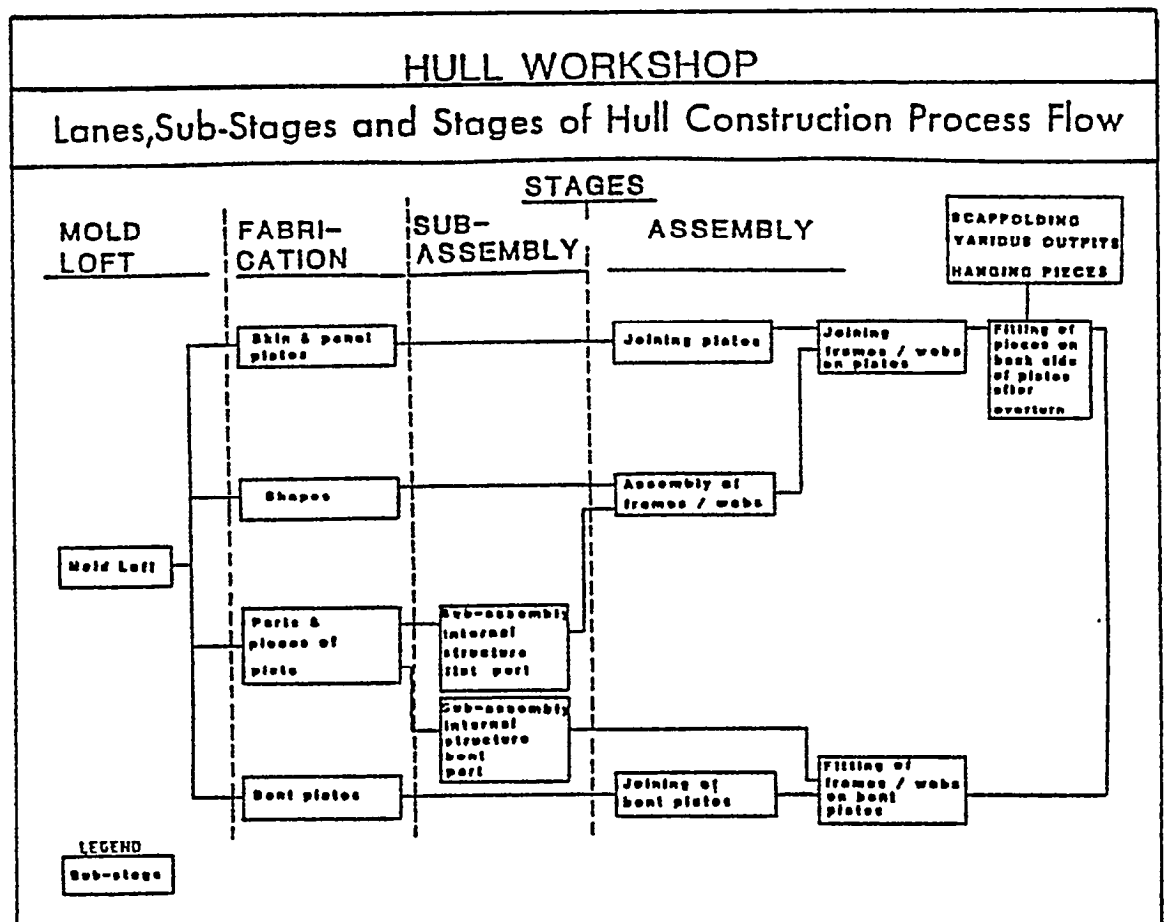 HULL WORKSHOP
Lanes,Sub-Stages and Stages of Hull Construction Process Flow
STAGES
MOLD
LOFT
FABRI-
CATION
SUB-
ASSEMBLY
ASSEMBLY
SCAPPOLDING
VARIOUS OUTPITS
HANGING PIECES
Skin & panel
plates
Joining plates
Joining
frames / webs
on plates
Fitting of
pieces on
back side
of plates
after
overturn
Shapes
Assembly of
frames / webs
Mold Loft
Parts &
pieces of
plate
Sub-assembly
internal
structure
flat part
Sub-assembly
internal
structure
bent
part
Bent plates
Joining of
bent plates
Fitting of
frames / webs
on bent
plates
LEGEND
Sub-stage